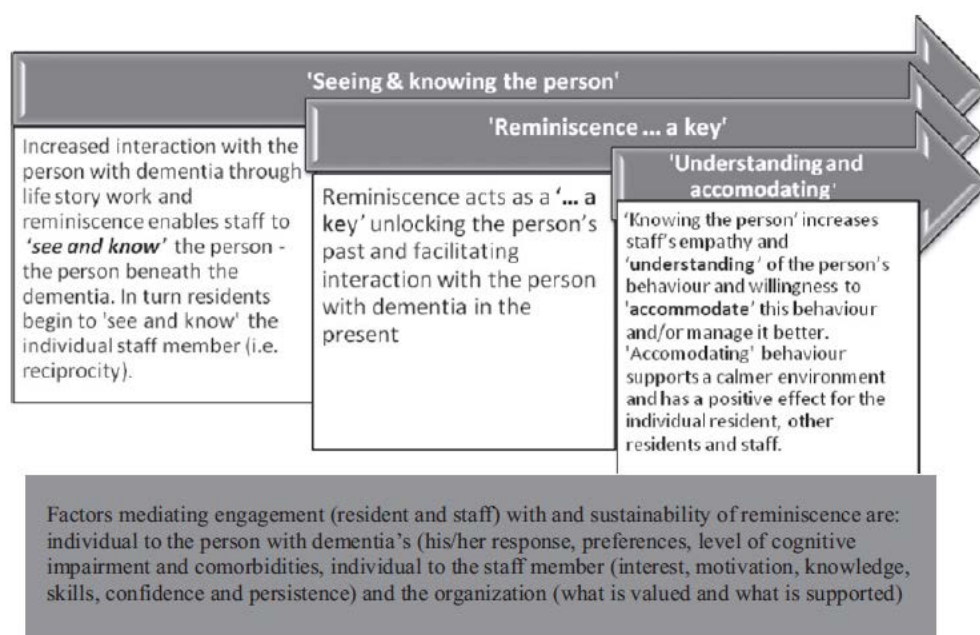 'Seeing & knowing the person'
Increased interaction with the
person with dementia through
life story work and
reminiscence enables staff to
'see and know' the person -
the person beneath the
dementia. In turn residents
begin to 'see and know' the
individual staff member (i.e.
reciprocity).
'Reminiscence ... a key'
Reminiscence acts as a '... a
key' unlocking the person's
past and facilitating
interaction with the person
with dementia in the
present
'Understanding and
accomodating'
'Knowing the person' increases
staff's empathy and
'understanding' of the person's
behaviour and willingness to
'accommodate' this behaviour
and/or manage it better.
'Accomodating' behaviour
supports a calmer environment
and has a positive effect for the
individual resident, other
residents and staff.
Factors mediating engagement (resident and staff) with and sustainability of reminiscence are:
individual to the person with dementia's (his/her response, preferences, level of cognitive
impairment and comorbidities, individual to the staff member (interest, motivation, knowledge,
skills, confidence and persistence) and the organization (what is valued and what is supported)